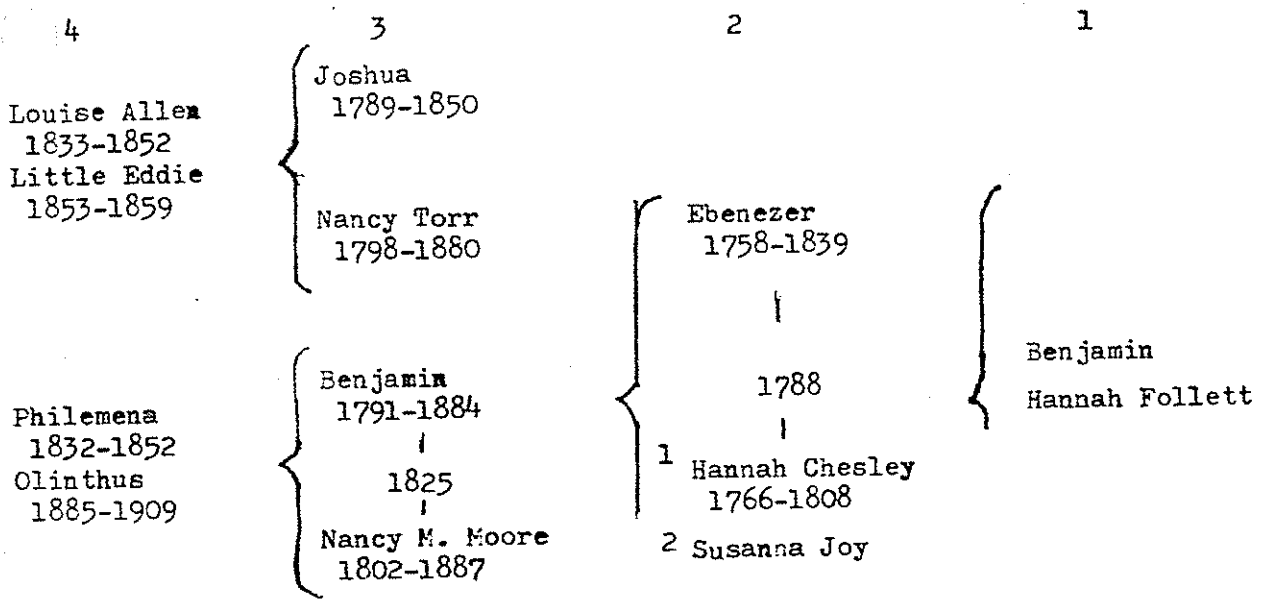 4 3 2 1
Louise Allen
1833-1852
Little Eddie
1853-1859
Philemena
1832-1852
Olinthus
1885-1909
Joshua
1789-1850
Nancy Torr
1798-1880
Benjamin
1791-1884
1825
Nancy M. Moore
1802-1887
Ebenezer
1758-1839
1788
1 Hannah Chesley
1766-1808
2 Susanna Joy
Benjamin
Hannah Follett